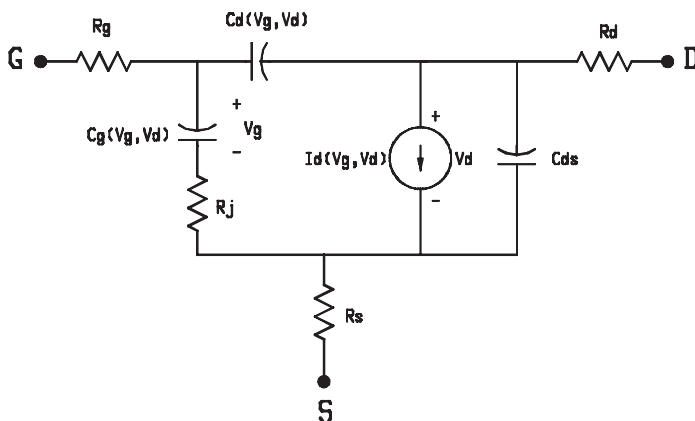 Cd(Vg,Vd)
Rg
Rd
G
D
+
Vg
-
Cg(Vg,Vd)
+
Id(Vg,Vd)
Vd
-
Cds
Rj
Rs
S